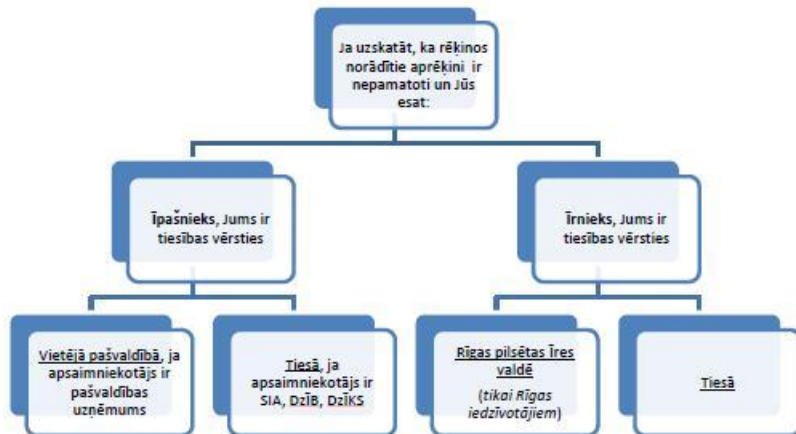 Ja uzskatāt, ka rēķinos
norādītie aprēķini ir
nepamatoti un Jūs
esat:
Īpašnieks, Jums ir
tiesības vērsties
Īrnieks, Jums ir
tiesības vērsties
Vietējā pašvaldībā, ja
apsaimniekotājs ir
pašvaldības
uzņēmums
Tiesā, ja
apsaimniekotājs ir
SIA, DzĪB, DzĪKS
Rīgas pilsētas Īres
valdē
(tikai Rīgas
iedzīvotājiem)
Tiesā